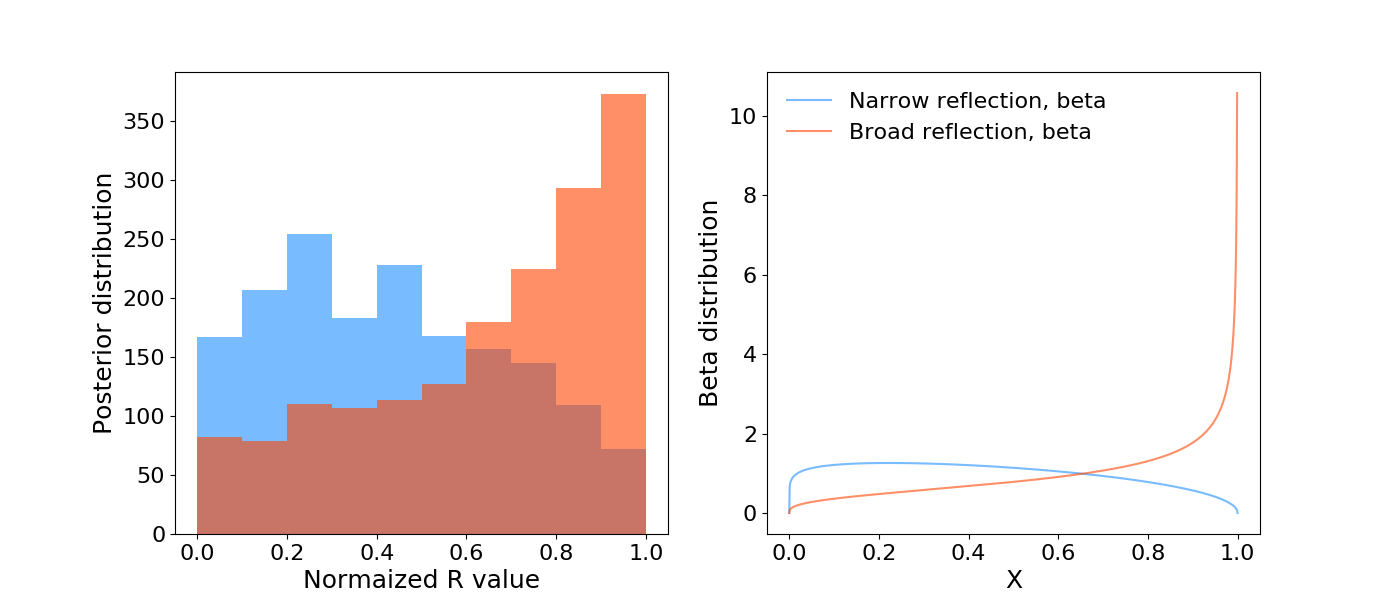 Posterior distribution
350
300
250
200
150
100
50
0
0.0 0.2 0.4 0.6 0.8 1.0
Normaized R value
Beta distribution
10
8
6
4
2
0
Narrow reflection, beta
Broad reflection, beta
0.0 0.2 0.4 0.6 0.8 1.0
X